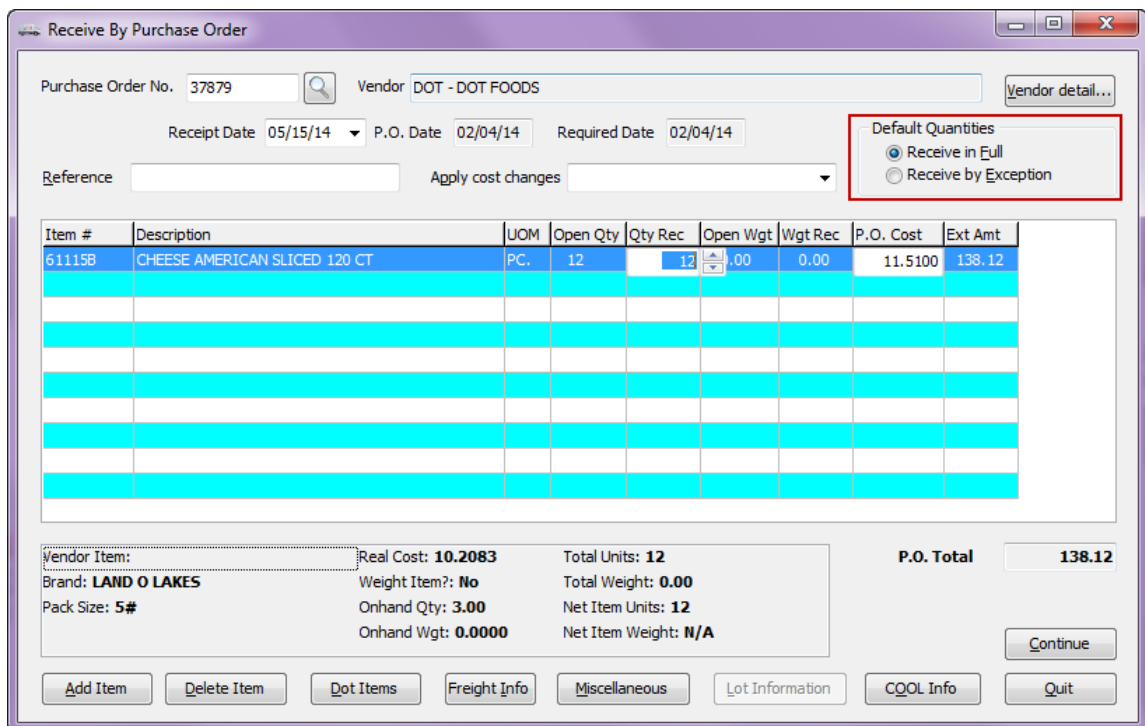 Receive By Purchase Order
Purchase Order No. 37879 Vendor DOT - DOT FOODS Vendor detail...
Receipt Date 05/15/14 P.O. Date 02/04/14 Required Date 02/04/14
Default Quantities
Receive in Full
Receive by Exception
Reference Apply cost changes
Item # Description UOM Open Qty Qty Rec Open Wgt Wgt Rec P.O. Cost Ext Amt
61115B CHEESE AMERICAN SLICED 120 CT PC. 12 12 .00 0.00 11.5100 138.12
Vendor Item: Real Cost: 10.2083 Total Units: 12 P.O. Total 138.12
Brand: LAND O LAKES Weight Item?: No Total Weight: 0.00
Pack Size: 5# Onhand Qty: 3.00 Net Item Units: 12
Onhand Wgt: 0.0000 Net Item Weight: N/A
Continue
Add Item Delete Item Dot Items Freight Info Miscellaneous Lot Information COOL Info Quit